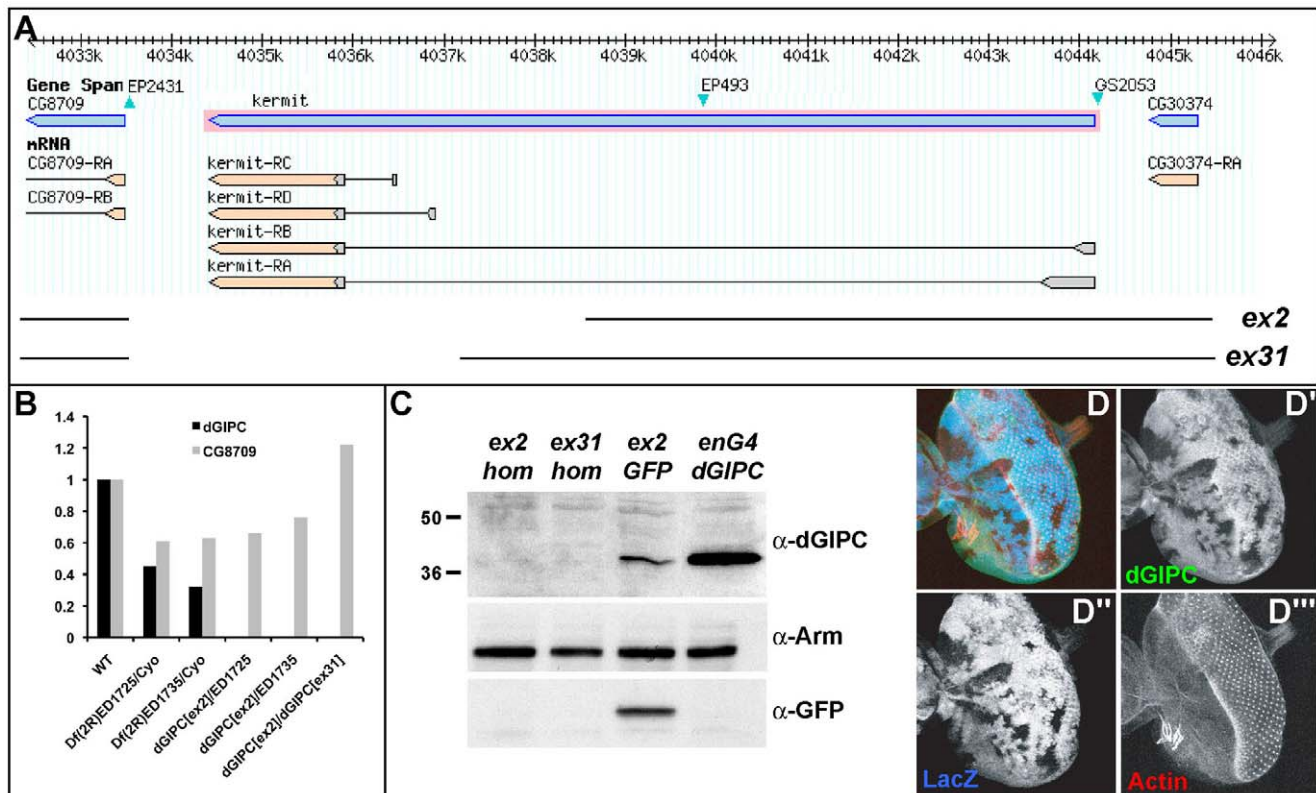 A
4033k 4034k 4035k 4036k 4037k 4038k 4039k 4040k 4041k 4042k 4043k 4044k 4045k 4046k
Gene Span EP2431 EP493 GS2053
CG8709 kermit CG30374
mRNA
CG8709-RA kermit-RC CG30374-RA
CG8709-RB kermit-RD
kermit-RB
kermit-RA
ex2
ex31
B
1.4
1.2
1
0.8
0.6
0.4
0.2
0
dGIPC
CG8709
WT
Df(2R)ED1725/Cyo
Df(2R)ED1735/Cyo
dGIPC[ex2]/ED1725
dGIPC[ex2]/ED1735
dGIPC[ex2]/dGIPC[ex31]
C
ex2 ex31 ex2 enG4
hom hom GFP dGIPC
50
36
α-dGIPC
α-Arm
α-GFP
D
D'
dGIPC
D''
LacZ
D'''
Actin